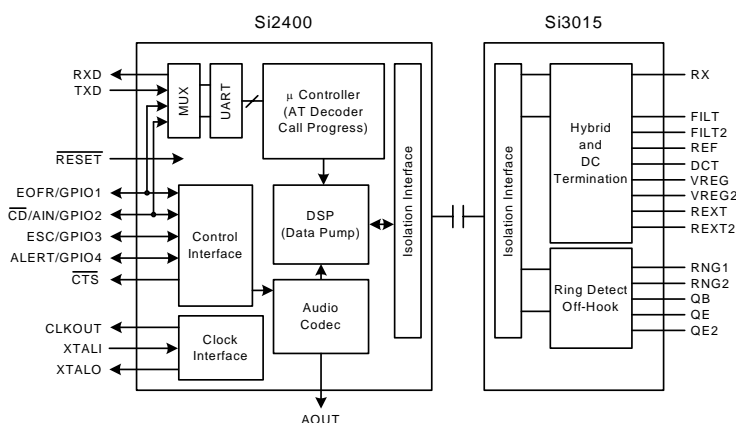 Si2400
Si3015
RXD
TXD
RESET
EOFR/GPIO1
CD/AIN/GPIO2
ESC/GPIO3
ALERT/GPIO4
CTS
CLKOUT
XTALI
XTALO
MUX
UART
μ Controller
(AT Decoder
Call Progress)
Control
Interface
DSP
(Data Pump)
Clock
Interface
Audio
Codec
AOUT
Isolation Interface
Isolation Interface
Hybrid
and
DC
Termination
Ring Detect
Off-Hook
RX
FILT
FILT2
REF
DCT
VREG
VREG2
REXT
REXT2
RNG1
RNG2
QB
QE
QE2